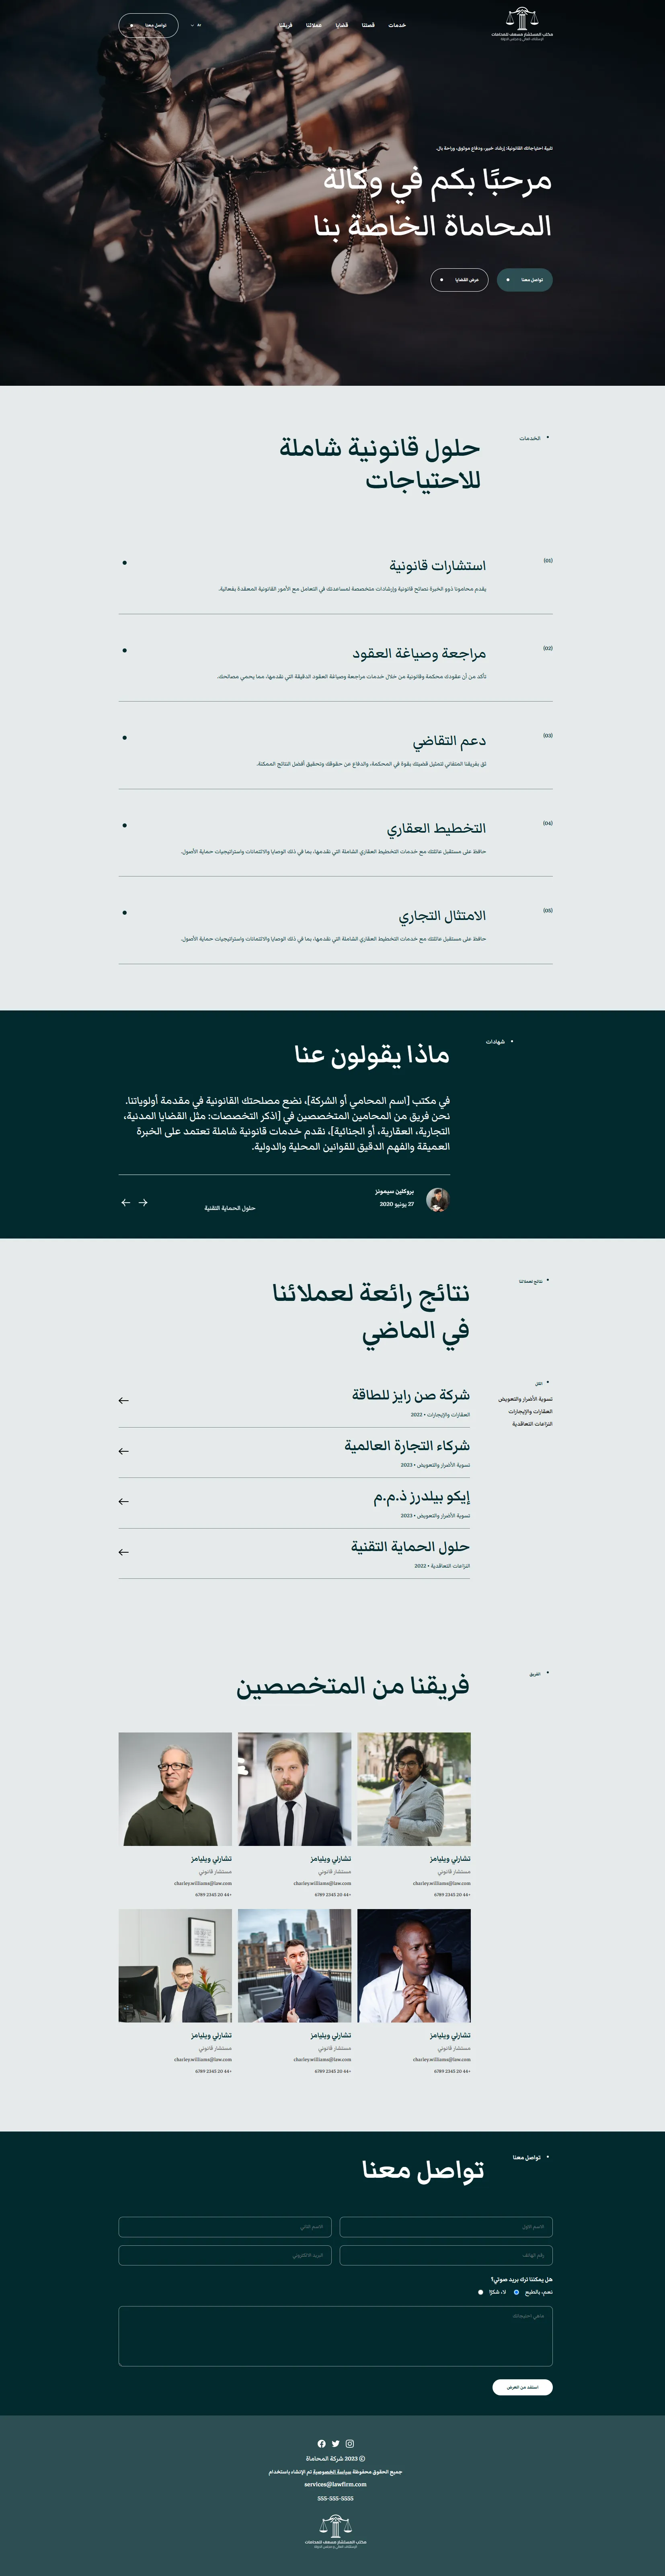 مكتب المستشار مسعف للمحاماة
للإستئناف العالي و مجلس الدولة
خدمات
قصتنا
قضايا
عملائنا
فريقنا
تواصل معنا
تلبية احتياجاتك القانونية: إرشاد خبير، ودفاع موثوق، وراحة بال.
مرحبًا بكم في وكالة
المحاماة الخاصة بنا
تواصل معنا
عرض القضايا
الخدمات
حلول قانونية شاملة
للاحتياجات
(01)
استشارات قانونية
يقدم محامونا ذوو الخبرة نصائح قانونية وإرشادات متخصصة لمساعدتك في التعامل مع الأمور القانونية المعقدة بفعالية.
(02)
مراجعة وصياغة العقود
تأكد من أن عقودك محكمة وقانونية من خلال خدمات مراجعة وصياغة العقود الدقيقة التي نقدمها، مما يحمي مصالحك.
(03)
دعم التقاضي
ثق بفريقنا المتفاني لتمثيل قضيتك بقوة في المحكمة، والدفاع عن حقوقك وتحقيق أفضل النتائج الممكنة.
(04)
التخطيط العقاري
حافظ على مستقبل عائلتك مع خدمات التخطيط العقاري الشاملة التي نقدمها، بما في ذلك الوصايا والائتمانات واستراتيجيات حماية الأصول.
(05)
الامتثال التجاري
حافظ على مستقبل عائلتك مع خدمات التخطيط العقاري الشاملة التي نقدمها، بما في ذلك الوصايا والائتمانات واستراتيجيات حماية الأصول.
شهادات
ماذا يقولون عنا
في مكتب [اسم المحامي أو الشركة]، نضع مصلحتك القانونية في مقدمة أولوياتنا.
نحن فريق من المحامين المتخصصين في [اذكر التخصصات: مثل القضايا المدنية،
التجارية، العقارية، أو الجنائية]، نقدم خدمات قانونية شاملة تعتمد على الخبرة
العميقة والفهم الدقيق للقوانين المحلية والدولية.
بروكلين سيمونز
27 يونيو 2020
حلول الحماية التقنية
نتائج لعملائنا
نتائج رائعة لعملائنا
في الماضي
الكل
تسوية الأضرار والتعويض
العقارات والإيجارات
النزاعات التعاقدية
شركة صن رايز للطاقة
العقارات والإيجارات • 2022
شركاء التجارة العالمية
تسوية الأضرار والتعويض • 2023
إيكو بيلدرز ذ.م.م
تسوية الأضرار والتعويض • 2023
حلول الحماية التقنية
النزاعات التعاقدية • 2022
الفريق
فريقنا من المتخصصين
تشارلي ويليامز
مستشار قانوني
charley.williams@law.com
+44 20 2345 6789
تشارلي ويليامز
مستشار قانوني
charley.williams@law.com
+44 20 2345 6789
تشارلي ويليامز
مستشار قانوني
charley.williams@law.com
+44 20 2345 6789
تشارلي ويليامز
مستشار قانوني
charley.williams@law.com
+44 20 2345 6789
تشارلي ويليامز
مستشار قانوني
charley.williams@law.com
+44 20 2345 6789
تشارلي ويليامز
مستشار قانوني
charley.williams@law.com
+44 20 2345 6789
تواصل معنا
تواصل معنا
الاسم الاول
الاسم الثاني
رقم الهاتف
البريد الالكتروني
هل يمكننا ترك بريد صوتي؟
نعم، بالطبع
لا، شكرًا
استفد من العرض
© 2023 شركة المحاماة
جميع الحقوق محفوظة سياسة الخصوصية تم الإنشاء باستخدام
services@lawfirm.com
555-555-5555
مكتب المستشار مسعف للمحاماة
للإستئناف العالي و مجلس الدولة